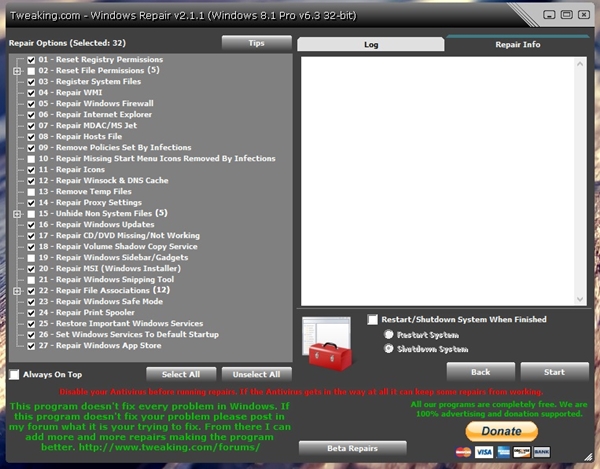 Tweaking.com - Windows Repair v2.1.1 (Windows 8.1 Pro v6.3 32-bit)
Repair Options (Selected: 32)
Tips
01 - Reset Registry Permissions
02 - Reset File Permissions (5)
03 - Register System Files
04 - Repair WMI
05 - Repair Windows Firewall
06 - Repair Internet Explorer
07 - Repair MDAC/MS Jet
08 - Repair Hosts File
09 - Remove Policies Set By Infections
10 - Repair Missing Start Menu Icons Removed By Infections
11 - Repair Icons
12 - Repair Winsock & DNS Cache
13 - Remove Temp Files
14 - Repair Proxy Settings
15 - Unhide Non System Files (5)
16 - Repair Windows Updates
17 - Repair CD/DVD Missing/Not Working
18 - Repair Volume Shadow Copy Service
19 - Repair Windows Sidebar/Gadgets
20 - Repair MSI (Windows Installer)
21 - Repair Windows Snipping Tool
22 - Repair File Associations (12)
23 - Repair Windows Safe Mode
24 - Repair Print Spooler
25 - Restore Important Windows Services
26 - Set Windows Services To Default Startup
27 - Repair Windows App Store
Always On Top
Select All
Unselect All
Log
Repair Info
Restart/Shutdown System When Finished
Restart System
Shutdown System
Back
Start
Disable your Antivirus before running repairs. If the Antivirus gets in the way at all it can keep some repairs from working.
This program doesn't fix every problem in Windows. If
this your program doesn't fix your problem please post in
my forum what it is your trying to fix. From there I can
add more and more repairs making the program
better. http://www.tweaking.com/forums/
Beta Repairs
All our programs are completely free. We are
100% advertising and donation supported.
Donate
VISA